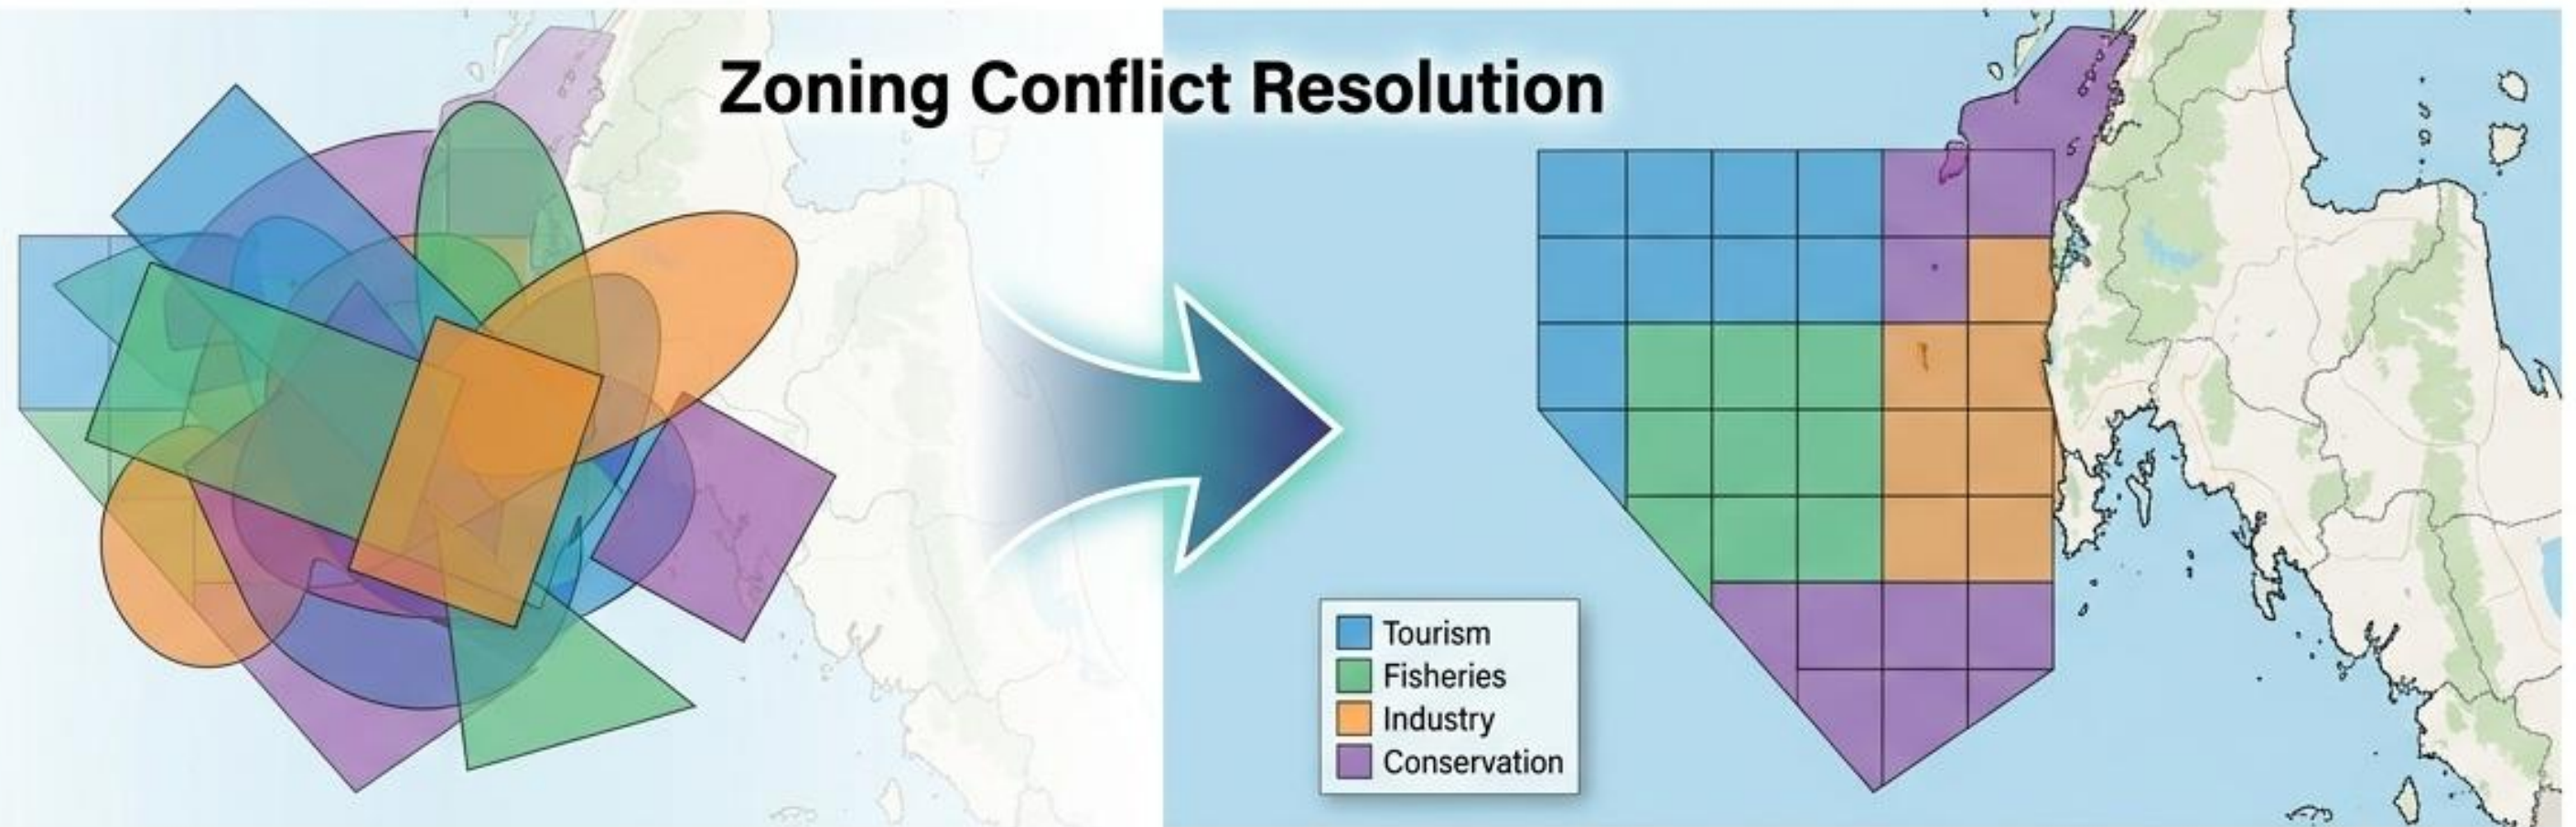 Zoning Conflict Resolution
Tourism
Fisheries
Industry
Conservation